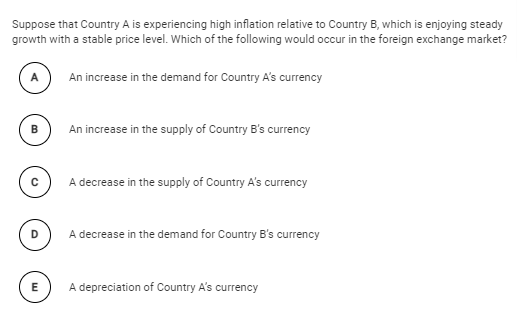 Suppose that Country A is experiencing high inflation relative to Country B, which is enjoying steady
growth with a stable price level. Which of the following would occur in the foreign exchange market?
A An increase in the demand for Country A's currency
B An increase in the supply of Country B's currency
C A decrease in the supply of Country A's currency
D A decrease in the demand for Country B's currency
E A depreciation of Country A's currency